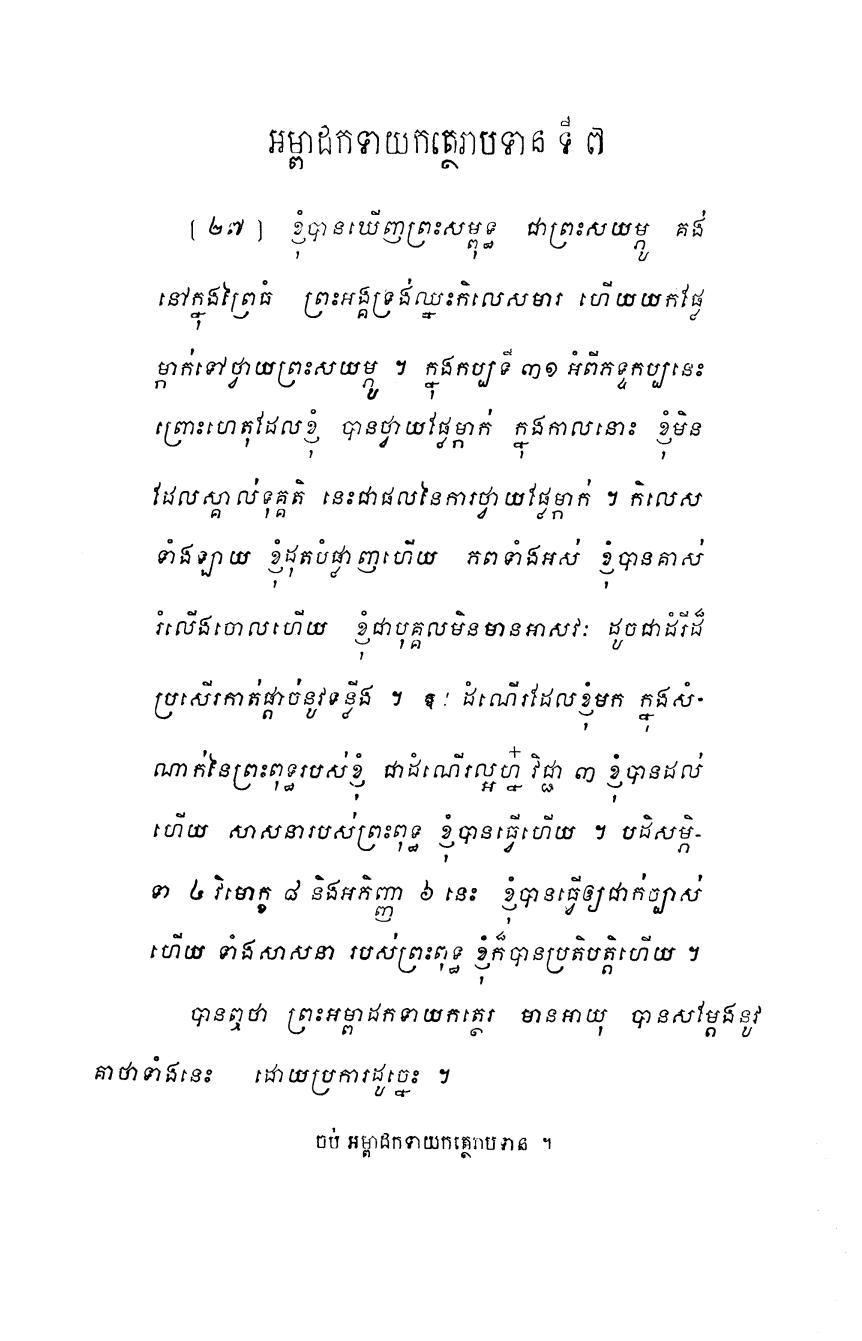 អម្ពាដកទាយកត្ថេរាបទាន ទី ៧
[ ២៧ ] ខ្ញុំបានឃើញព្រះសម្ពុទ្ធ ជាព្រះសយម្ភូ គង់
នៅក្នុងព្រៃធំ ព្រះអង្គទ្រង់ឈ្នះកិលេសមារ ហើយយកផ្លែ
ម្កាក់ទៅថ្វាយព្រះសយម្ភូ ។ ក្នុងកប្បទី ៣១ អំពីភទ្ទកប្បនេះ
ព្រោះហេតុដែលខ្ញុំ បានថ្វាយផ្លែម្កាក់ ក្នុងកាលនោះ ខ្ញុំមិន
ដែលស្គាល់ទុគ្គតិ នេះជាផលនៃការថ្វាយផ្លែម្កាក់ ។ កិលេស
ទាំងឡាយ ខ្ញុំដុតបំផ្លាញហើយ ភពទាំងអស់ ខ្ញុំបានគាស់
រំលើងចោលហើយ ខ្ញុំជាបុគ្គលមិនមានអាសវៈ ដូចជាដំរីដ៏
ប្រសើរកាត់ផ្តាច់នូវទន្លីង ។ ឱ! ដំណើរដែលខ្ញុំមក ក្នុងសំ-
ណាក់នៃព្រះពុទ្ធរបស់ខ្ញុំ ជាដំណើរល្អហ្ន៎ វិជ្ជា ៣ ខ្ញុំបានដល់
ហើយ សាសនារបស់ព្រះពុទ្ធ ខ្ញុំបានធ្វើហើយ ។ បដិសម្ភិ-
ទា ៤ វិមោក្ខ ៨ និងអភិញ្ញា ៦ នេះ ខ្ញុំបានធ្វើឲ្យជាក់ច្បាស់
ហើយ ទាំងសាសនា របស់ព្រះពុទ្ធ ខ្ញុំក៏បានប្រតិបត្តិហើយ ។
បានឮថា ព្រះអម្ពាដកទាយកត្ថេរ មានអាយុ បានសម្តែងនូវ
គាថាទាំងនេះ ដោយប្រការដូច្នេះ ។
ចប់ អម្ពាដកទាយកត្ថេរាបទាន ។